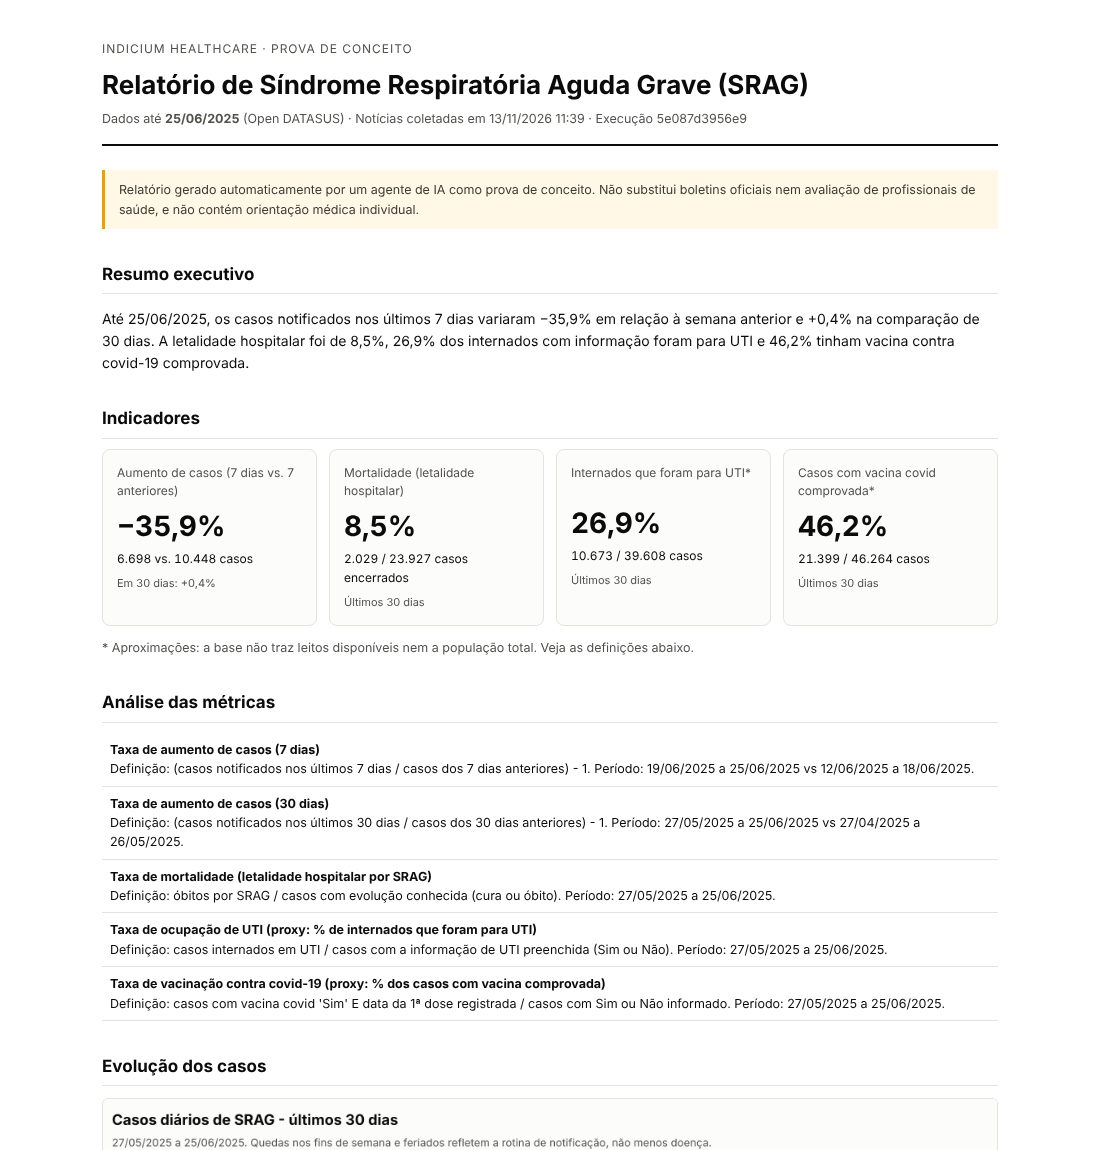 INDICIUM HEALTHCARE · PROVA DE CONCEITO
Relatório de Síndrome Respiratória Aguda Grave (SRAG)
Dados até 25/06/2025 (Open DATASUS) · Notícias coletadas em 13/11/2026 11:39 · Execução 5e087d3956e9
Relatório gerado automaticamente por um agente de IA como prova de conceito. Não substitui boletins oficiais nem avaliação de profissionais de
saúde, e não contém orientação médica individual.
Resumo executivo
Até 25/06/2025, os casos notificados nos últimos 7 dias variaram −35,9% em relação à semana anterior e +0,4% na comparação de
30 dias. A letalidade hospitalar foi de 8,5%, 26,9% dos internados com informação foram para UTI e 46,2% tinham vacina contra
covid-19 comprovada.
Indicadores
Aumento de casos (7 dias vs. 7
anteriores)
−35,9%
6.698 vs. 10.448 casos
Em 30 dias: +0,4%
Mortalidade (letalidade
hospitalar)
8,5%
2.029 / 23.927 casos
encerrados
Últimos 30 dias
Internados que foram para UTI*
26,9%
10.673 / 39.608 casos
Últimos 30 dias
Casos com vacina covid
comprovada*
46,2%
21.399 / 46.264 casos
Últimos 30 dias
* Aproximações: a base não traz leitos disponíveis nem a população total. Veja as definições abaixo.
Análise das métricas
Taxa de aumento de casos (7 dias)
Definição: (casos notificados nos últimos 7 dias / casos dos 7 dias anteriores) - 1. Período: 19/06/2025 a 25/06/2025 vs 12/06/2025 a 18/06/2025.
Taxa de aumento de casos (30 dias)
Definição: (casos notificados nos últimos 30 dias / casos dos 30 dias anteriores) - 1. Período: 27/05/2025 a 25/06/2025 vs 27/04/2025 a
26/05/2025.
Taxa de mortalidade (letalidade hospitalar por SRAG)
Definição: óbitos por SRAG / casos com evolução conhecida (cura ou óbito). Período: 27/05/2025 a 25/06/2025.
Taxa de ocupação de UTI (proxy: % de internados que foram para UTI)
Definição: casos internados em UTI / casos com a informação de UTI preenchida (Sim ou Não). Período: 27/05/2025 a 25/06/2025.
Taxa de vacinação contra covid-19 (proxy: % dos casos com vacina comprovada)
Definição: casos com vacina covid 'Sim' E data da 1ª dose registrada / casos com Sim ou Não informado. Período: 27/05/2025 a 25/06/2025.
Evolução dos casos
Casos diários de SRAG - últimos 30 dias
27/05/2025 a 25/06/2025. Quedas nos fins de semana e feriados refletem a rotina de notificação, não menos doença.